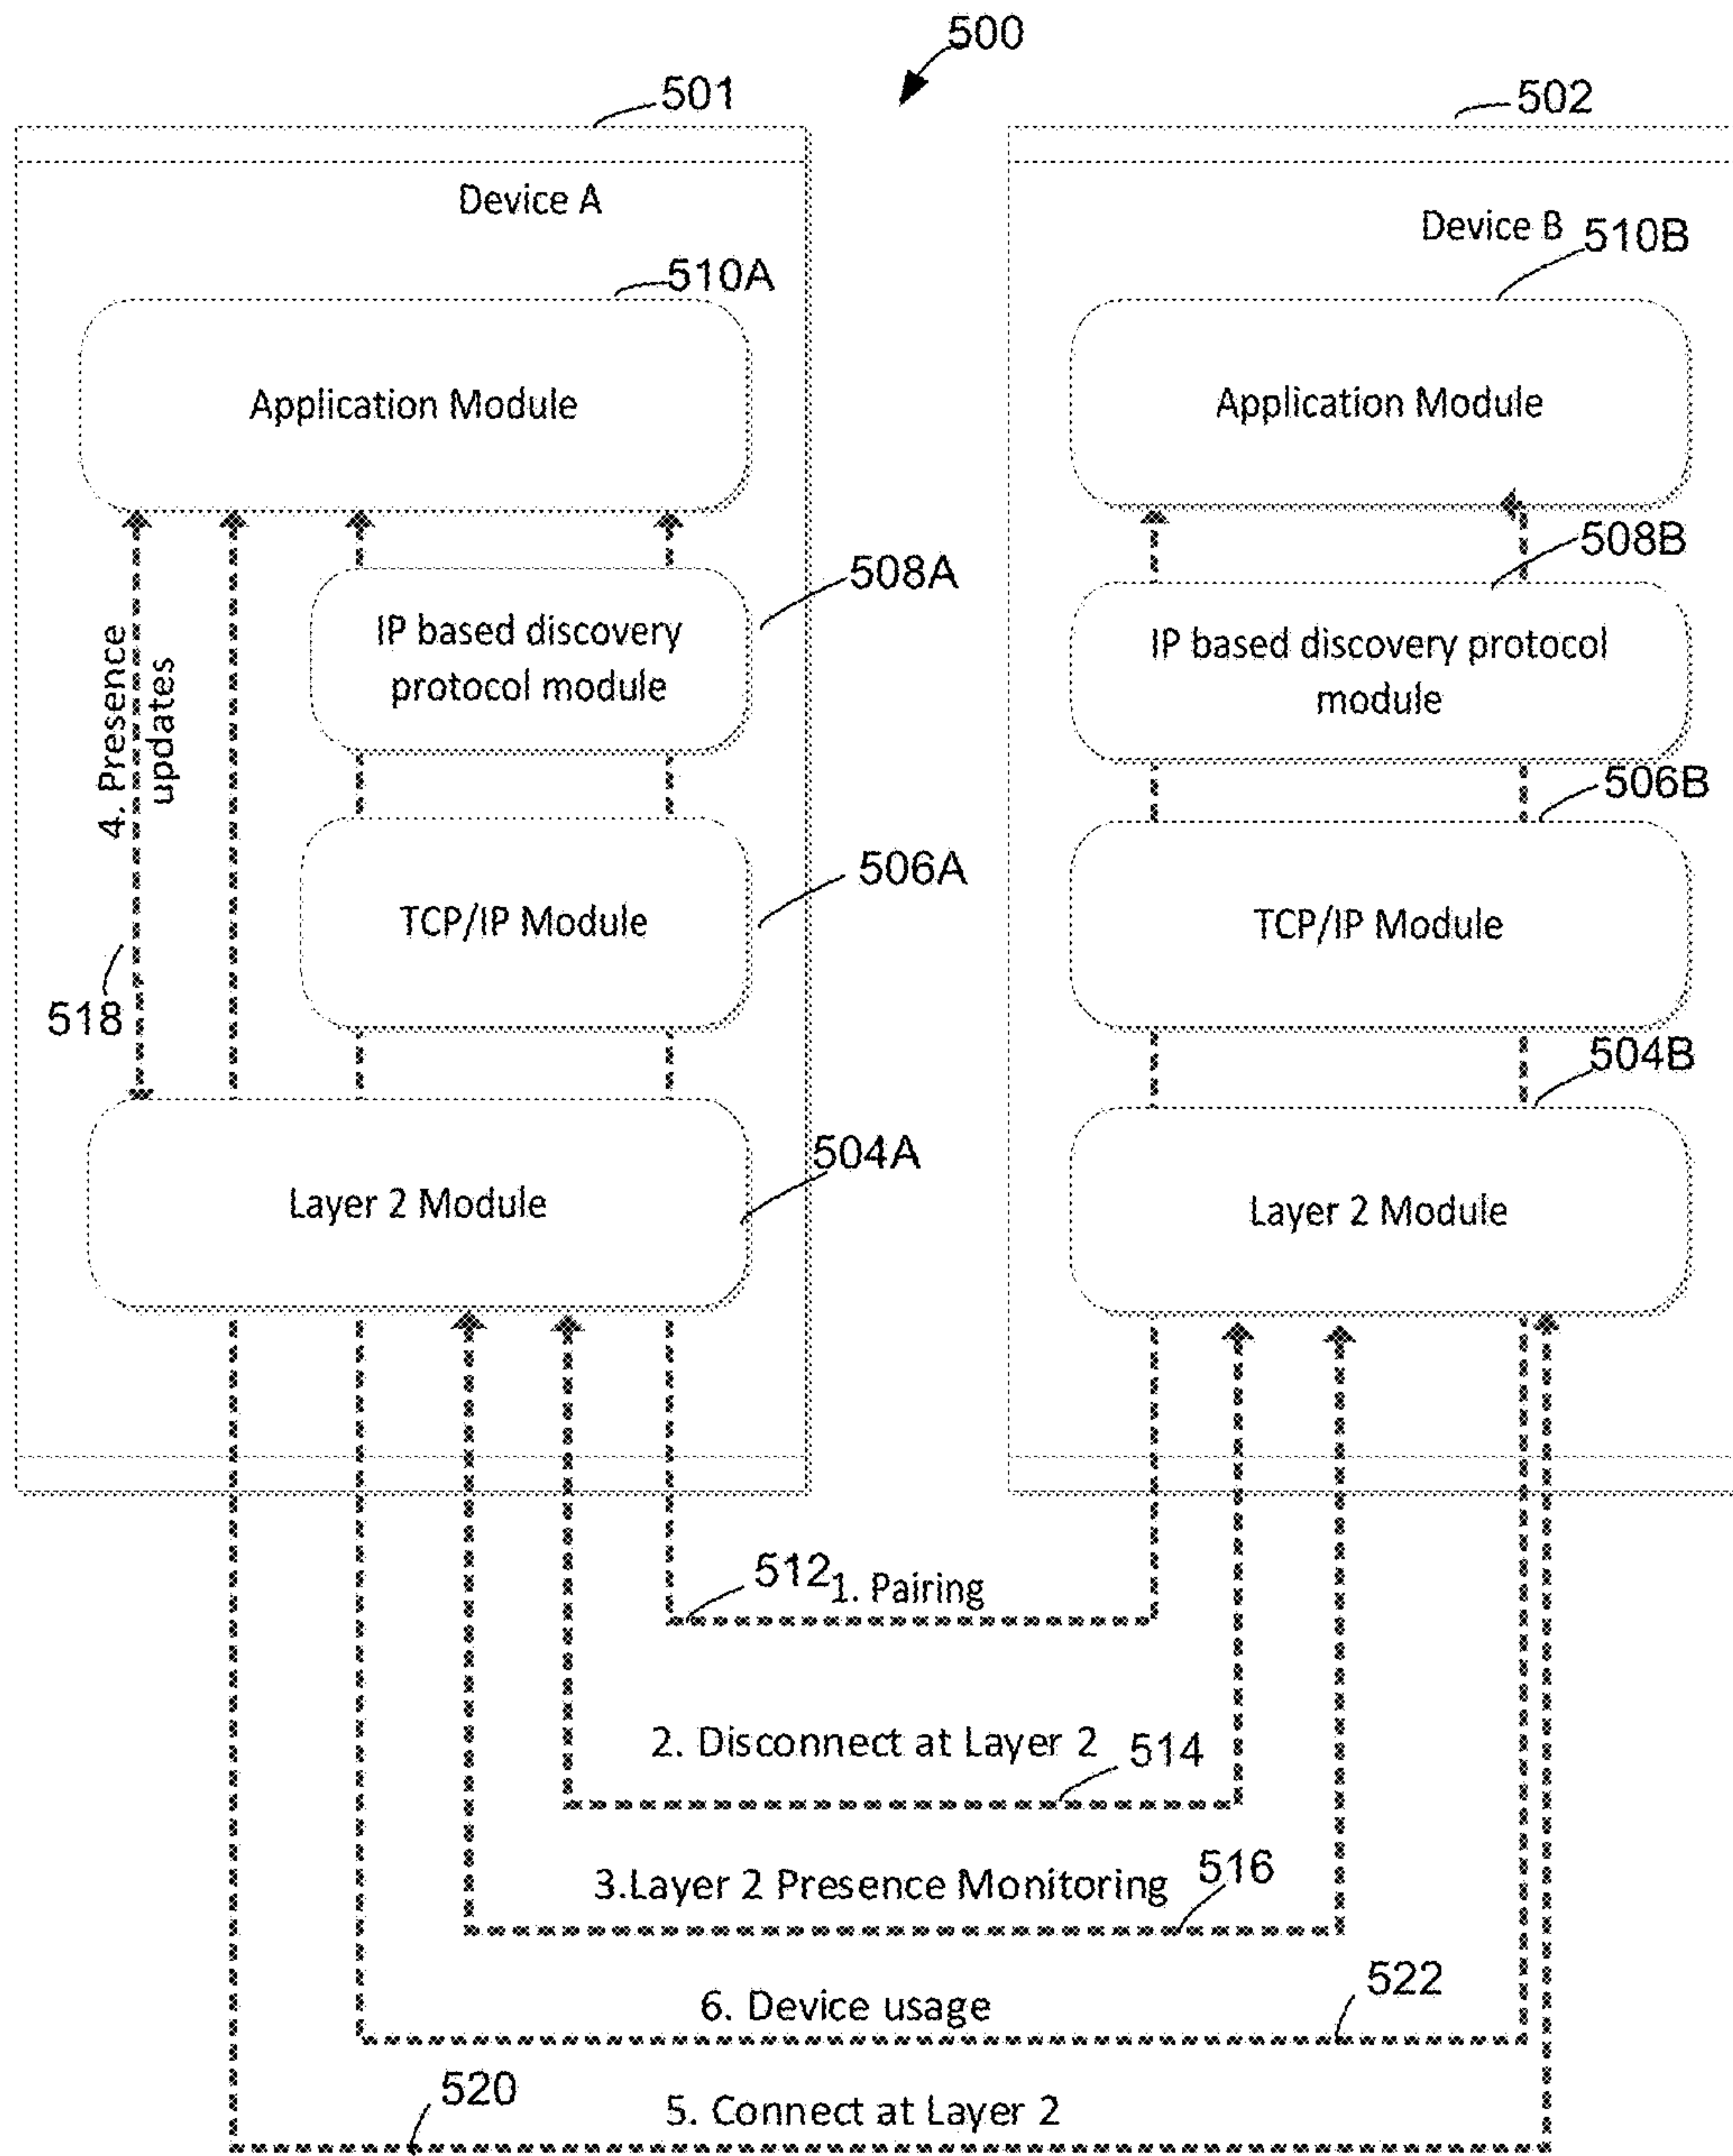 500
501
502
Device A
Device B
510A
510B
Application Module
Application Module
508A
508B
IP based discovery
protocol module
IP based discovery protocol
module
4. Presence
updates
506A
506B
TCP/IP Module
TCP/IP Module
518
504A
504B
Layer 2 Module
Layer 2 Module
512
1. Pairing
2. Disconnect at Layer 2
514
3.Layer 2 Presence Monitoring
516
6. Device usage
522
520
5. Connect at Layer 2